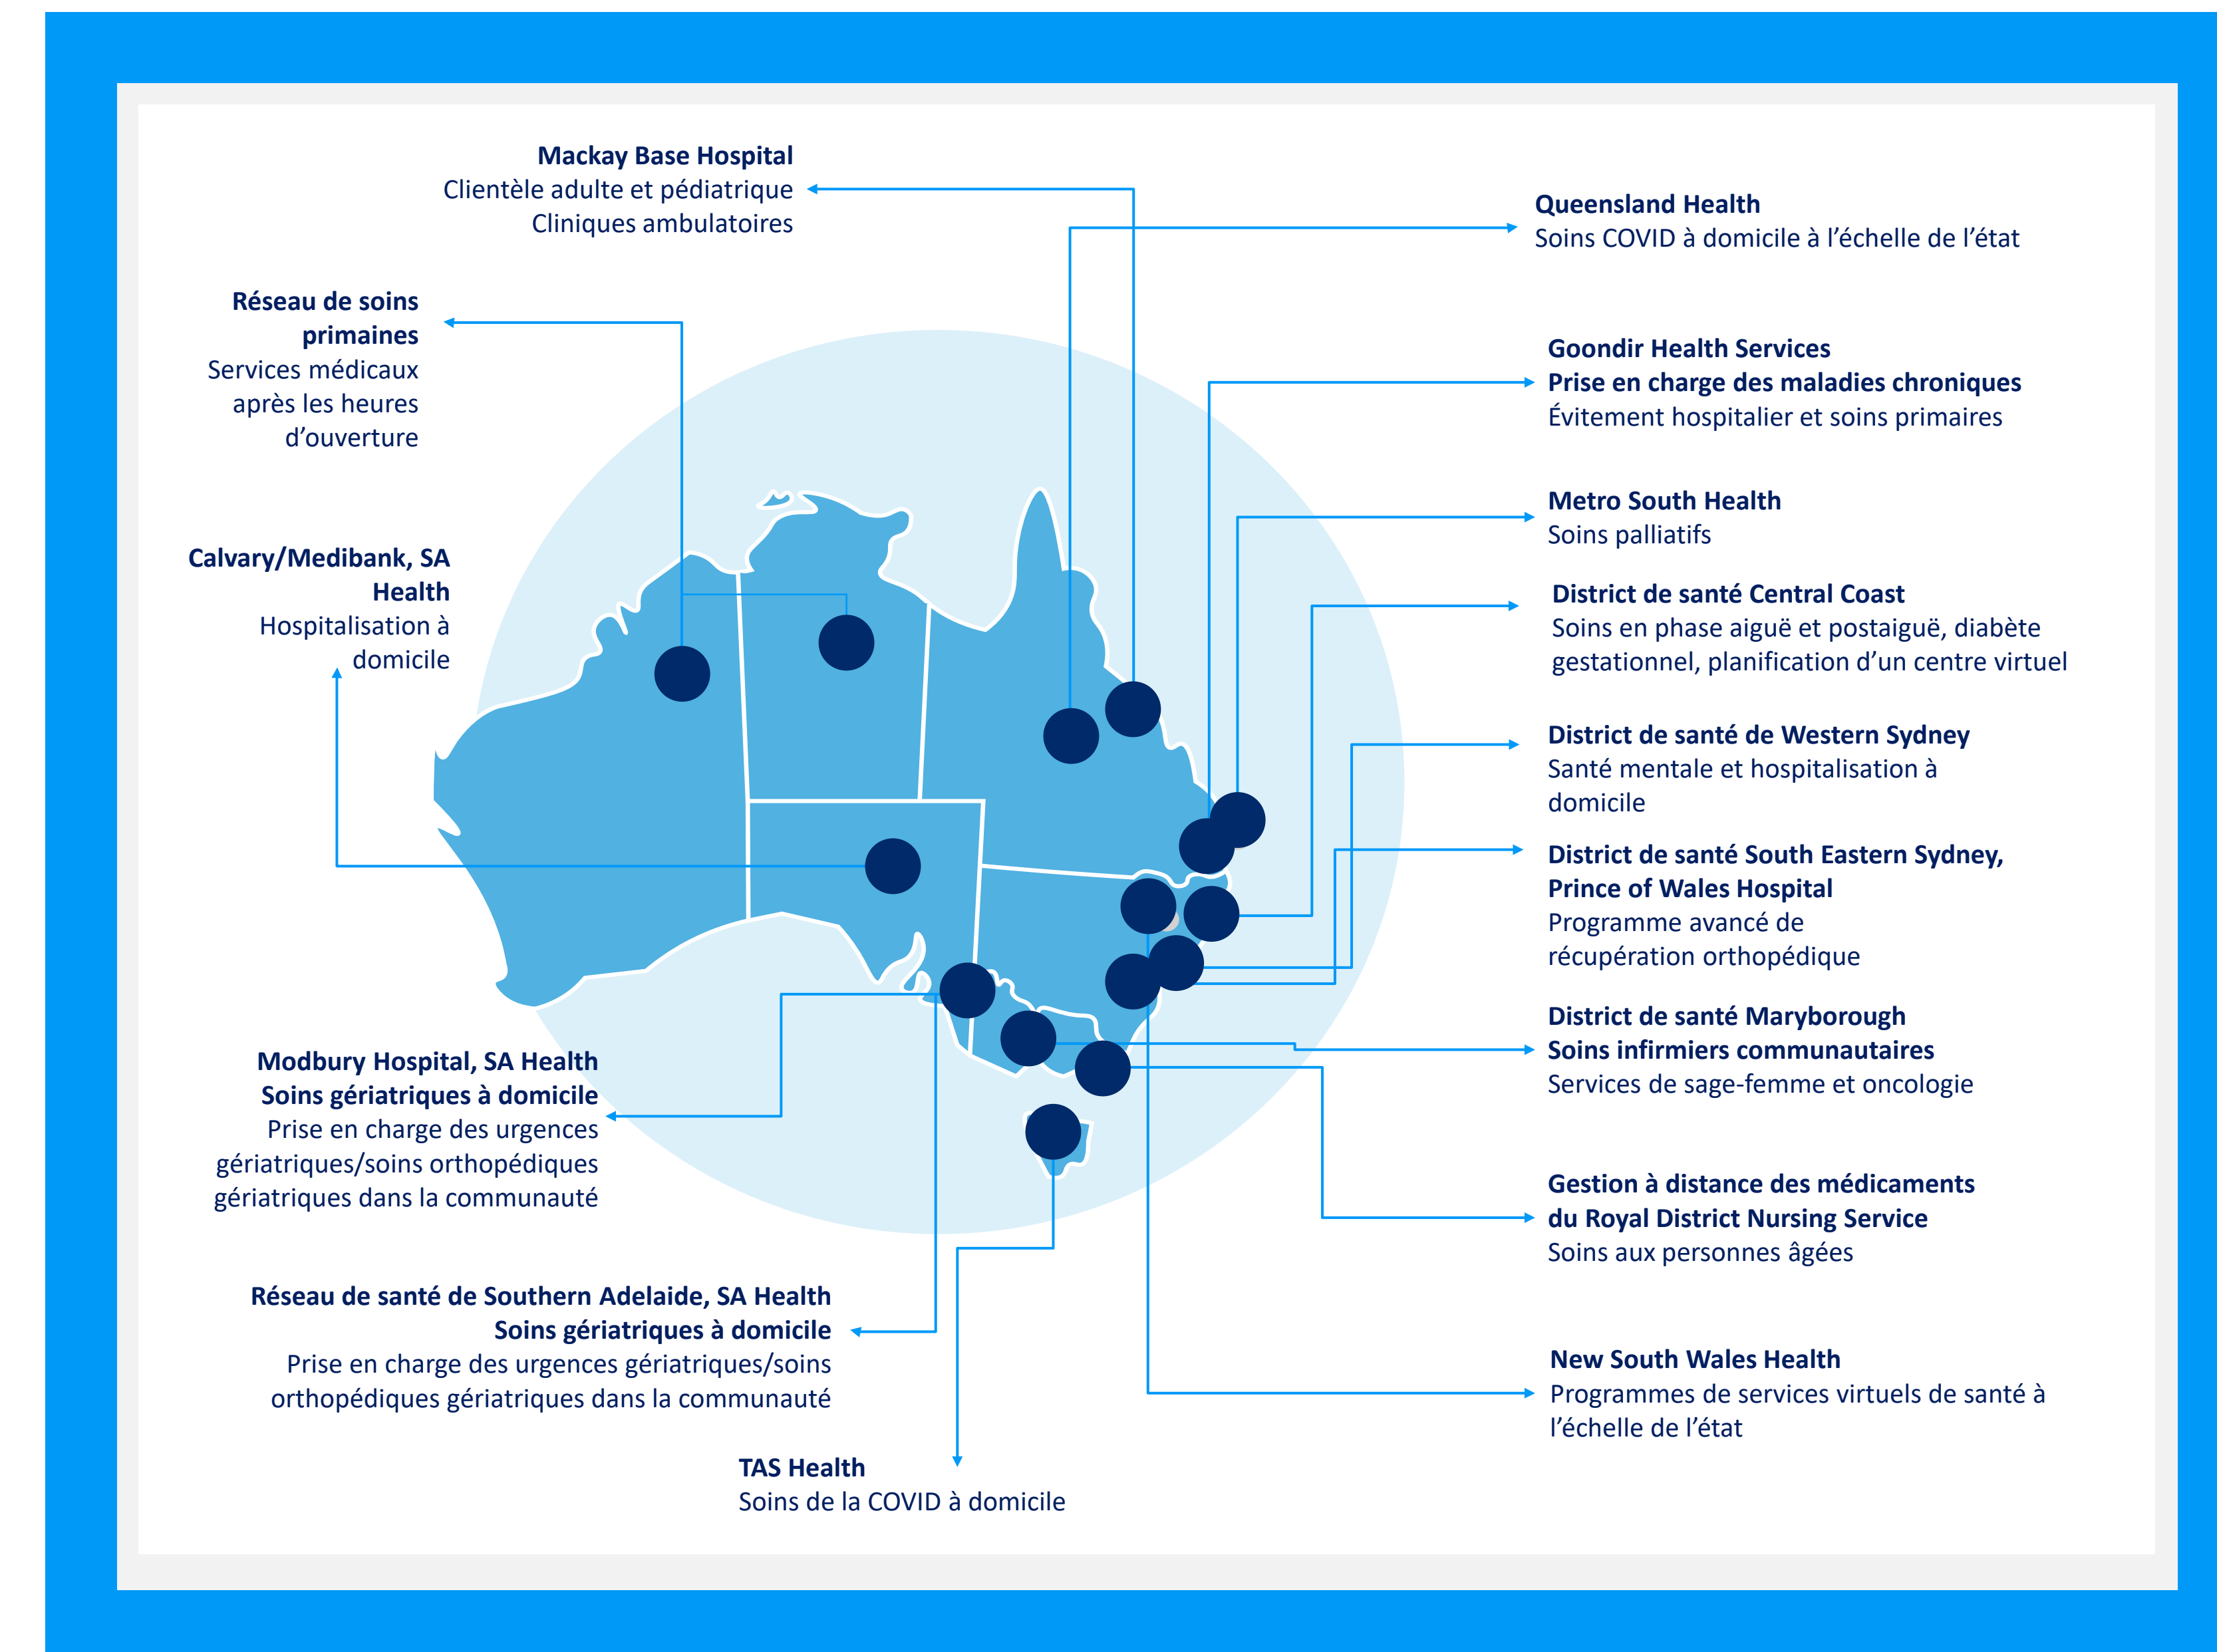 Mackay Base Hospital
Clientèle adulte et pédiatrique
Cliniques ambulatoires
Réseau de soins
primaines
Services médicaux
après les heures
d’ouverture
Calvary/Medibank, SA
Health
Hospitalisation à
domicile
Modbury Hospital, SA Health
Soins gériatriques à domicile
Prise en charge des urgences
gériatriques/soins orthopédiques
gériatriques dans la communauté
Réseau de santé de Southern Adelaide, SA Health
Soins gériatriques à domicile
Prise en charge des urgences gériatriques/soins
orthopédiques gériatriques dans la communauté
TAS Health
Soins de la COVID à domicile
Queensland Health
Soins COVID à domicile à l’échelle de l’état
Goondir Health Services
Prise en charge des maladies chroniques
Évitement hospitalier et soins primaires
Metro South Health
Soins palliatifs
District de santé Central Coast
Soins en phase aiguë et postaiguë, diabète
gestationnel, planification d’un centre virtuel
District de santé de Western Sydney
Santé mentale et hospitalisation à
domicile
District de santé South Eastern Sydney,
Prince of Wales Hospital
Programme avancé de
récupération orthopédique
District de santé Maryborough
Soins infirmiers communautaires
Services de sage-femme et oncologie
Gestion à distance des médicaments
du Royal District Nursing Service
Soins aux personnes âgées
New South Wales Health
Programmes de services virtuels de santé à
l’échelle de l’état